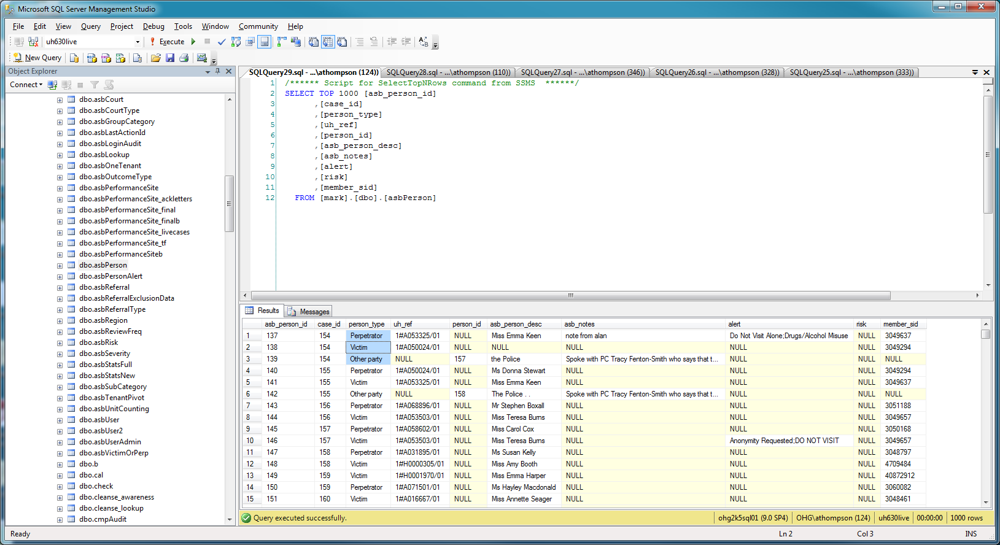 Microsoft SQL Server Management Studio
File Edit View Query Project Debug Tools Window Community Help
uh630live Execute
New Query
Object Explorer
Connect
dbo.asbCourt
dbo.asbCourtType
dbo.asbGroupCategory
dbo.asbLastActionId
dbo.asbLoginAudit
dbo.asbLookup
dbo.asbOneTenant
dbo.asbOutcomeType
dbo.asbPerformanceSite
dbo.asbPerformanceSite_ackletters
dbo.asbPerformanceSite_final
dbo.asbPerformanceSite_finalb
dbo.asbPerformanceSite_livecases
dbo.asbPerformanceSite_tf
dbo.asbPerformanceSiteb
dbo.asbPerson
dbo.asbPersonAlert
dbo.asbReferral
dbo.asbReferralExclusionData
dbo.asbReferralType
dbo.asbRegion
dbo.asbReviewFreq
dbo.asbRisk
dbo.asbSeverity
dbo.asbStatsFull
dbo.asbStatsNew
dbo.asbSubCategory
dbo.asbTenantPivot
dbo.asbUnitCounting
dbo.asbUser
dbo.asbUser2
dbo.asbUserAdmin
dbo.asbVictimOrPerp
dbo.b
dbo.cal
dbo.check
dbo.cleanse_awareness
dbo.cleanse_lookup
dbo.cmpAudit
SQLQuery29.sql - ...\athompson (124)) SQLQuery28.sql - ...\athompson (110)) SQLQuery27.sql - ...\athompson (346)) SQLQuery26.sql - ...\athompson (328)) SQLQuery25.sql - ...\athompson (333))
1 /****** Script for SelectTopNRows command from SSMS ******/
2 SELECT TOP 1000 [asb_person_id]
3 ,[case_id]
4 ,[person_type]
5 ,[uh_ref]
6 ,[person_id]
7 ,[asb_person_desc]
8 ,[asb_notes]
9 ,[alert]
10 ,[risk]
11 ,[member_sid]
12 FROM [mark].[dbo].[asbPerson]
Results Messages
asb_person_id case_id person_type uh_ref person_id asb_person_desc asb_notes alert risk member_sid
1 137 154 Perpetrator 1#A053325/01 NULL Miss Emma Keen note from alan Do Not Visit Alone;Drugs/Alcohol Misuse NULL 3049637
2 138 154 Victim 1#A050024/01 NULL NULL NULL NULL NULL 3049294
3 139 154 Other party NULL 157 the Police Spoke with PC Tracy Fenton-Smith who says that t... NULL NULL NULL
4 140 155 Perpetrator 1#A050024/01 NULL Ms Donna Stewart NULL NULL NULL 3049294
5 141 155 Victim 1#A053325/01 NULL Miss Emma Keen NULL NULL NULL 3049637
6 142 155 Other party NULL 158 The Police . . Spoke with PC Tracy Fenton-Smith who says that t... NULL NULL NULL
7 143 156 Perpetrator 1#A068896/01 NULL Mr Stephen Boxall NULL NULL NULL 3051188
8 144 156 Victim 1#A053503/01 NULL Miss Teresa Burns NULL NULL NULL 3049657
9 145 157 Perpetrator 1#A058602/01 NULL Miss Carol Cox NULL NULL NULL 3050168
10 146 157 Victim 1#A053503/01 NULL Miss Teresa Burns NULL Anonymity Requested;DO NOT VISIT NULL 3049657
11 147 158 Perpetrator 1#A031895/01 NULL Ms Susan Kelly NULL NULL NULL 3048797
12 148 158 Victim 1#H0000305/01 NULL Miss Amy Booth NULL NULL NULL 4709484
13 149 159 Victim 1#H0001970/01 NULL Miss Emma Harper NULL NULL NULL 40872912
14 150 159 Perpetrator 1#A071501/01 NULL Ms Hayley Macdonald NULL NULL NULL 3060082
15 151 160 Victim 1#A016667/01 NULL Miss Annette Seager NULL NULL NULL 3048461
Query executed successfully. ohg2k5sql01 (9.0 SP4) OHG\athompson (124) uh630live 00:00:00 1000 rows
Ready Ln 2 Col 3 INS